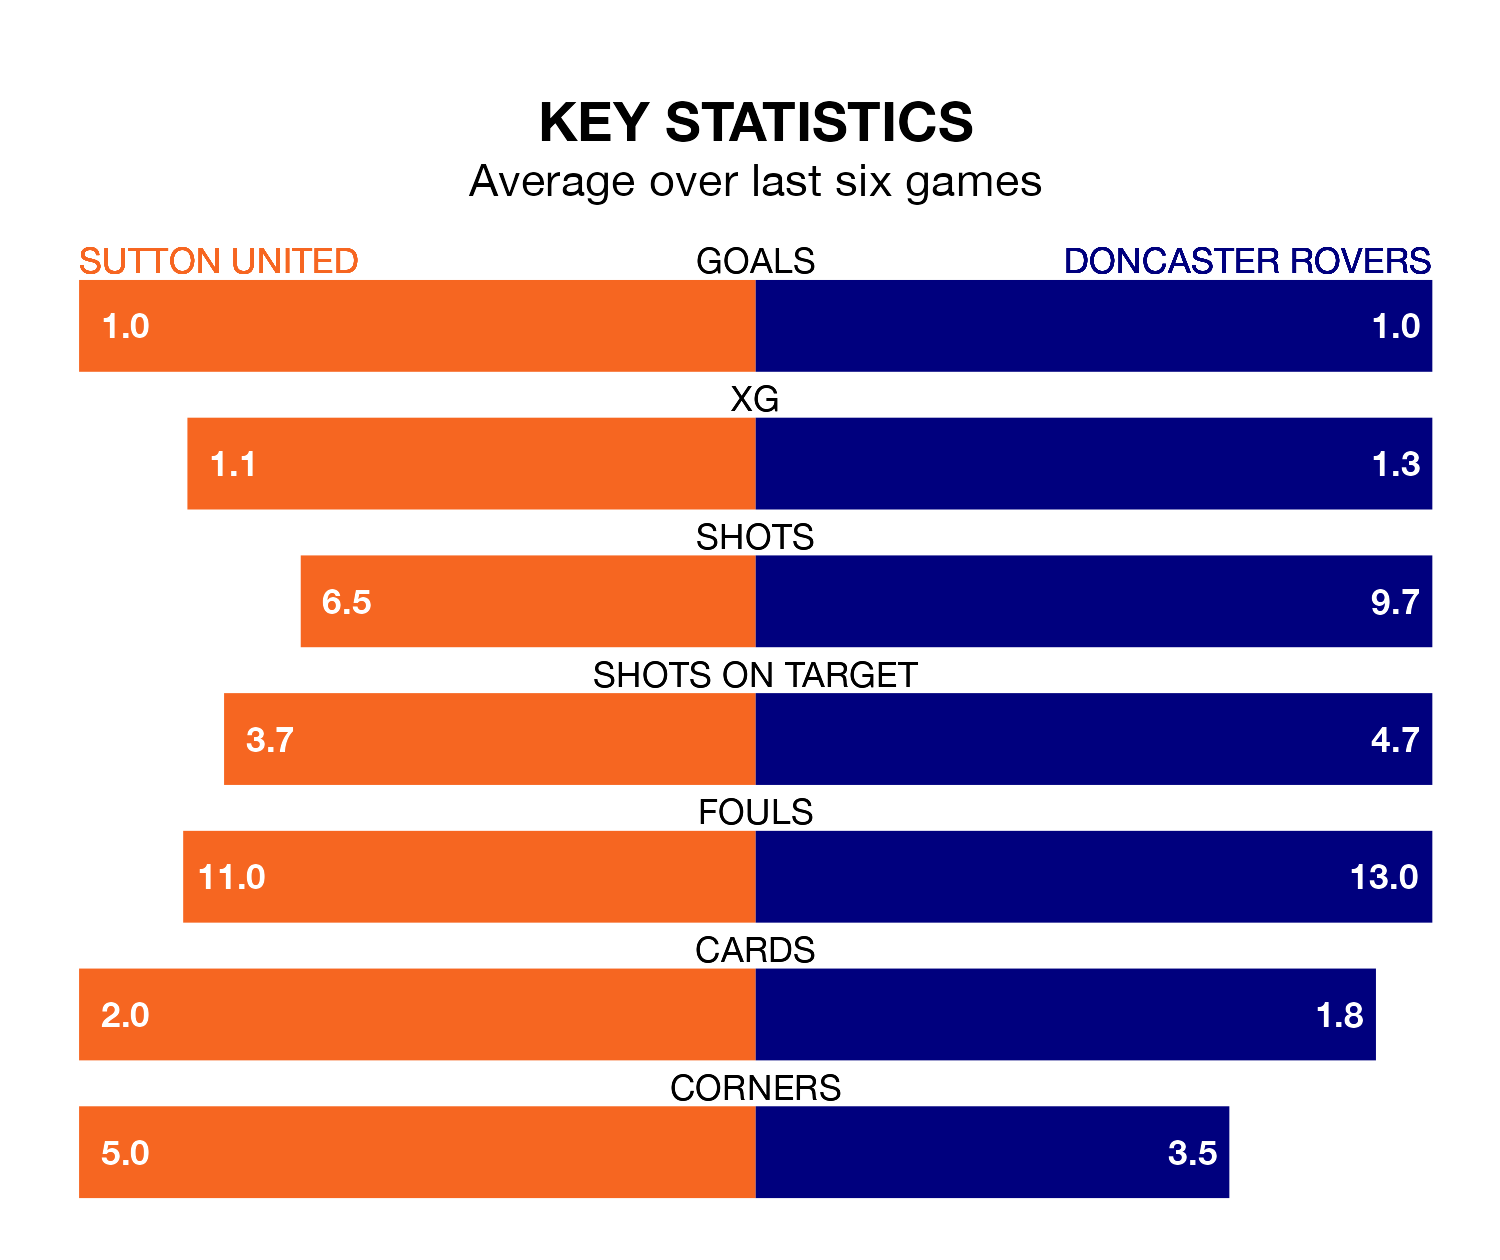 KEY STATISTICS
Average over last six games
SUTTON UNITED GOALS DONCASTER ROVERS
1.0 1.0
XG
1.1 1.3
SHOTS
6.5 9.7
SHOTS ON TARGET
3.7 4.7
FOULS
11.0 13.0
CARDS
2.0 1.8
CORNERS
5.0 3.5